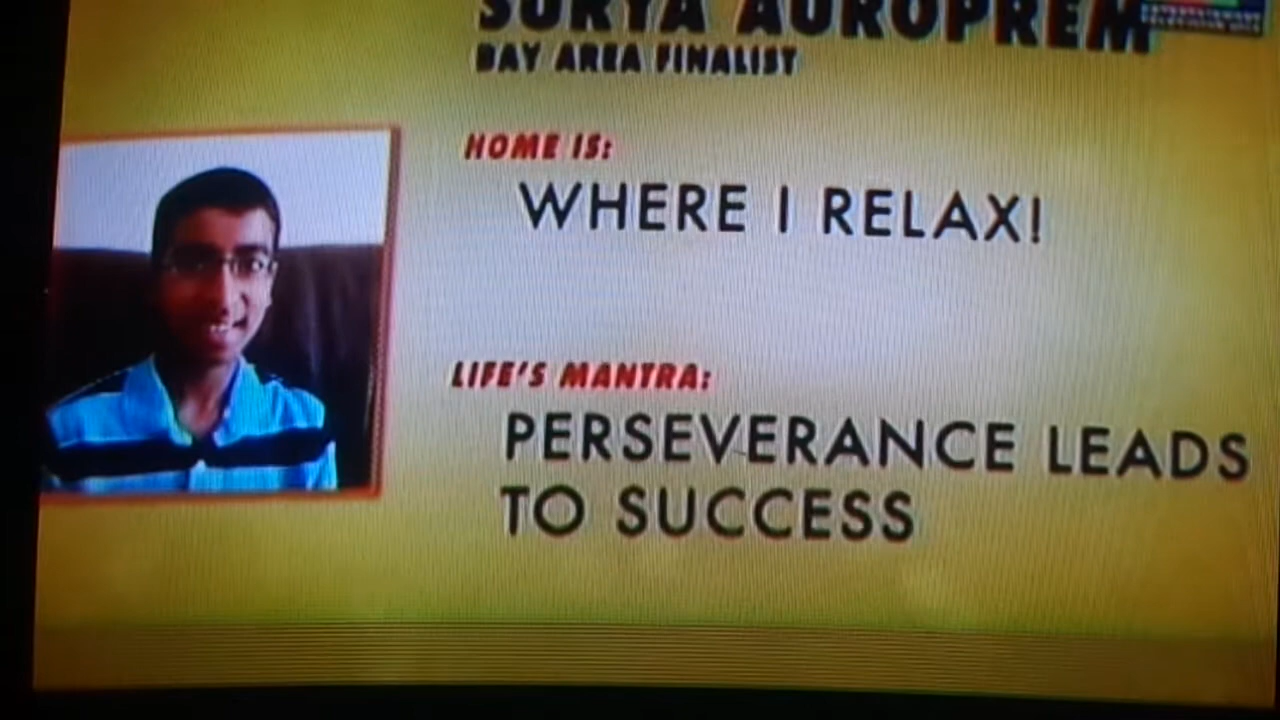 SURYA AUROPREM
BAY AREA FINALIST
HOME IS:
WHERE I RELAX!
LIFE'S MANTRA:
PERSEVERANCE LEADS
TO SUCCESS